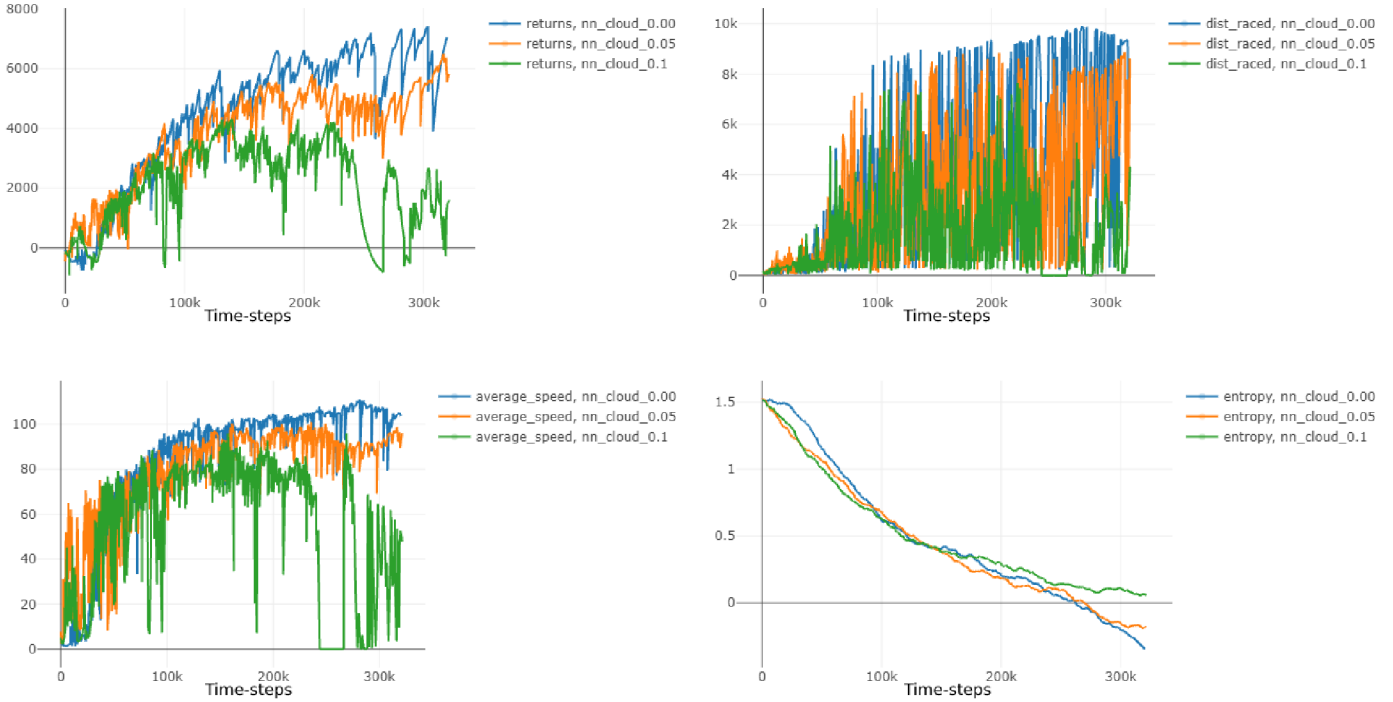 8000
6000
4000
2000
0
0
100k
200k
300k
Time-steps
returns, nn_cloud_0.00
returns, nn_cloud_0.05
returns, nn_cloud_0.1
10k
8k
6k
4k
2k
0
0
100k
200k
300k
Time-steps
dist_raced, nn_cloud_0.00
dist_raced, nn_cloud_0.05
dist_raced, nn_cloud_0.1
100
80
60
40
20
0
0
100k
200k
300k
Time-steps
average_speed, nn_cloud_0.00
average_speed, nn_cloud_0.05
average_speed, nn_cloud_0.1
1.5
1
0.5
0
0
100k
200k
300k
Time-steps
entropy, nn_cloud_0.00
entropy, nn_cloud_0.05
entropy, nn_cloud_0.1